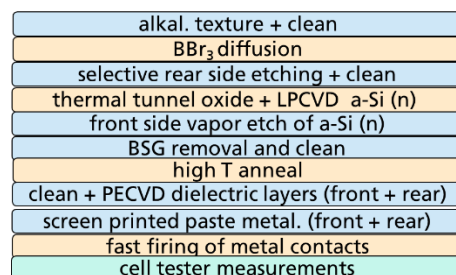 alkal. texture + clean
BBr₃ diffusion
selective rear side etching + clean
thermal tunnel oxide + LPCVD a-Si (n)
front side vapor etch of a-Si (n)
BSG removal and clean
high T anneal
clean + PECVD dielectric layers (front + rear)
screen printed paste metal. (front + rear)
fast firing of metal contacts
cell tester measurements